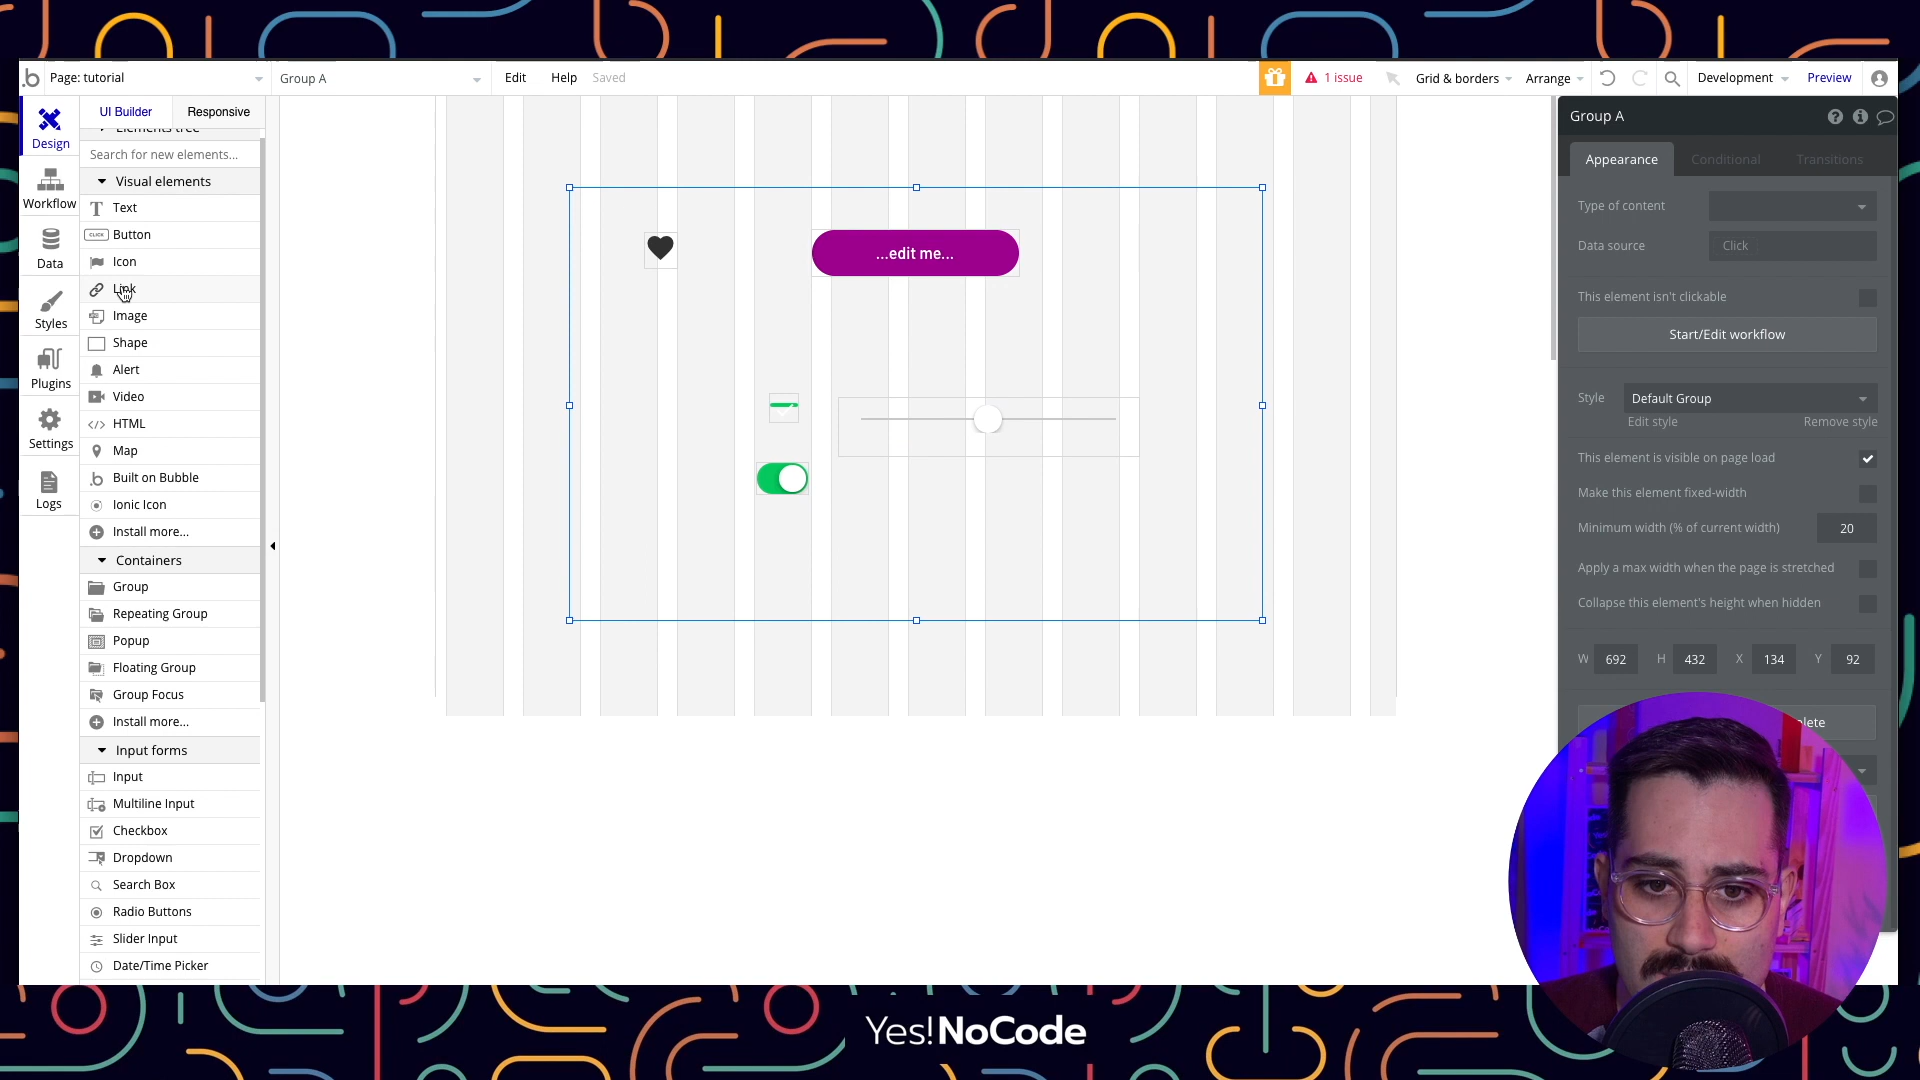 Page: tutorial
Group A
Edit
Help
Saved
1 issue
Grid & borders
Arrange
Development
Preview
Design
Workflow
Data
Styles
Plugins
Settings
Logs
UI Builder
Responsive
Elements tree
Search for new elements...
Visual elements
Text
CLICK
Button
Icon
Link
Image
Shape
Alert
Video
HTML
Map
Built on Bubble
Ionic Icon
Install more...
Containers
Group
Repeating Group
Popup
Floating Group
Group Focus
Install more...
Input forms
Input
Multiline Input
Checkbox
Dropdown
Search Box
Radio Buttons
Slider Input
Date/Time Picker
...edit me...
Group A
Appearance
Conditional
Transitions
Type of content
Data source
Click
This element isn't clickable
Start/Edit workflow
Style
Default Group
Edit style
Remove style
This element is visible on page load
Make this element fixed-width
Minimum width (% of current width)
20
Apply a max width when the page is stretched
Collapse this element's height when hidden
W 692 H 432 X 134 Y 92
Yes!NoCode